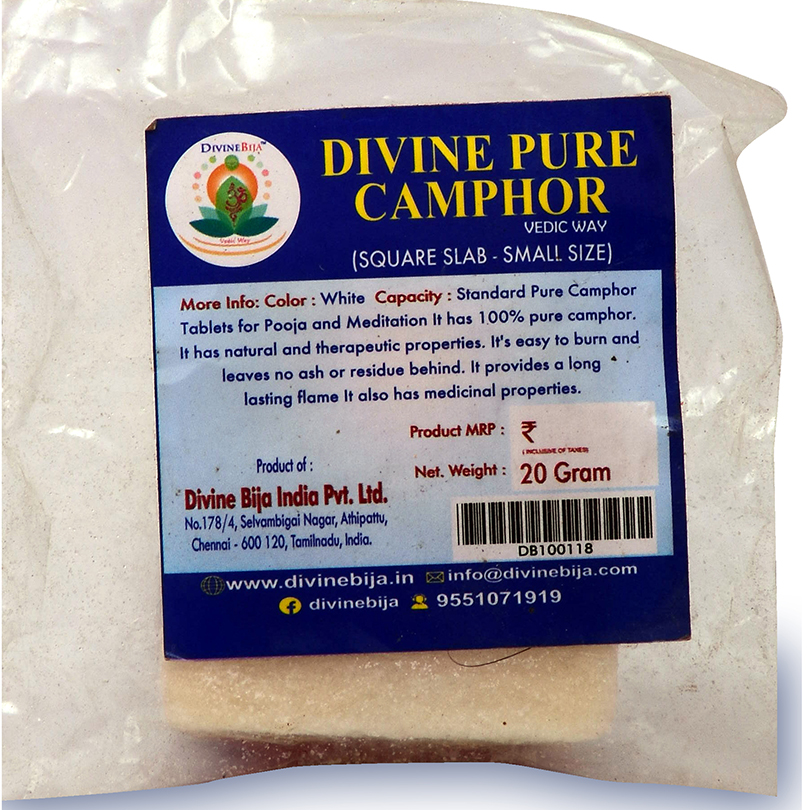 DIVINEBIJA™
Vedic Way
DIVINE PURE
CAMPHOR
VEDIC WAY
(SQUARE SLAB - SMALL SIZE)
More Info: Color : White Capacity : Standard Pure Camphor
Tablets for Pooja and Meditation It has 100% pure camphor.
It has natural and therapeutic properties. It's easy to burn and
leaves no ash or residue behind. It provides a long
lasting flame It also has medicinal properties.
Product MRP : ₹
( INCLUSIVE OF TAXES)
Net. Weight : 20 Gram
Product of :
Divine Bija India Pvt. Ltd.
No.178/4, Selvambigai Nagar, Athipattu,
Chennai - 600 120, Tamilnadu, India.
DB100118
www.divinebija.in info@divinebija.com
divinebija 9551071919